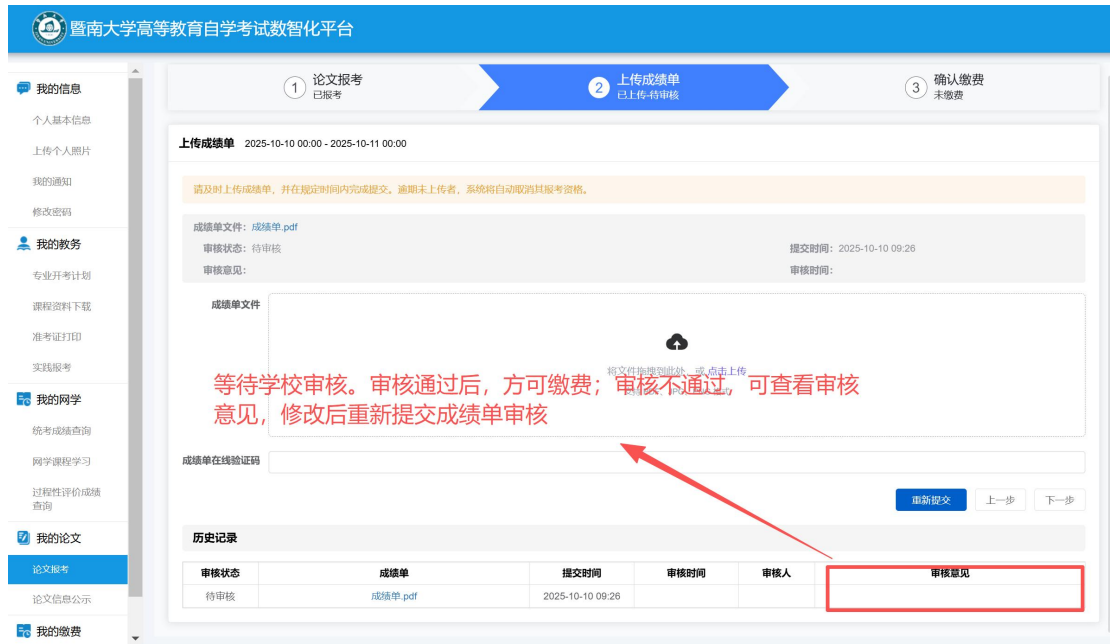 暨南大学高等教育自学考试数智化平台
我的信息
个人基本信息
上传个人照片
我的通知
修改密码
我的教务
专业开考计划
课程资料下载
准考证打印
实践报考
我的网学
统考成绩查询
网学课程学习
过程性评价成绩
查询
我的论文
论文报考
论文信息公示
我的缴费
1 论文报考
已报考
2 上传成绩单
已上传-待审核
3 确认缴费
未缴费
上传成绩单 2025-10-10 00:00 - 2025-10-11 00:00
请及时上传成绩单，并在规定时间内完成提交。逾期未上传者，系统将自动取消其报考资格。
成绩单文件：成绩单.pdf
审核状态：待审核 提交时间：2025-10-10 09:26
审核意见： 审核时间：
成绩单文件
将文件拖拽到此处，或 点击上传
等待学校审核。审核通过后，方可缴费；审核不通过，可查看审核
意见，修改后重新提交成绩单审核
成绩单在线验证码
重新提交 上一步 下一步
历史记录
审核状态 成绩单 提交时间 审核时间 审核人 审核意见
待审核 成绩单.pdf 2025-10-10 09:26